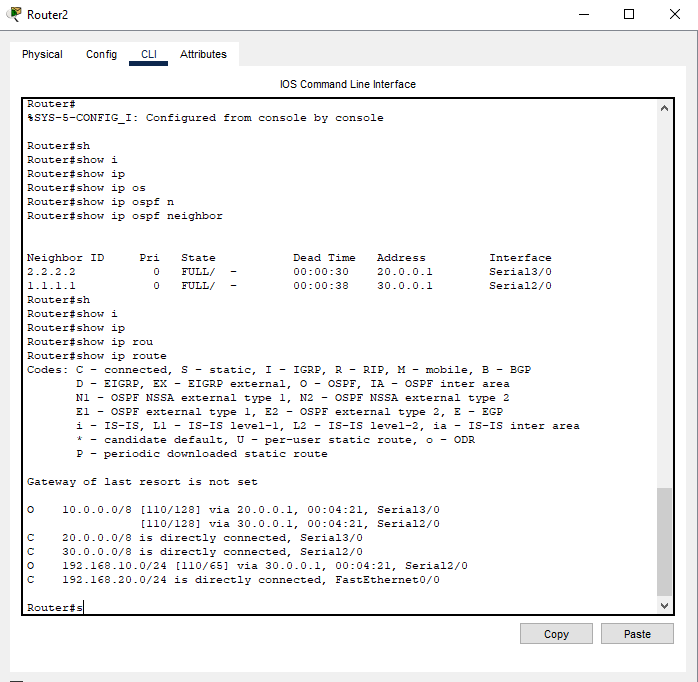 Router2
Physical Config CLI Attributes
IOS Command Line Interface
Router#
%SYS-5-CONFIG_I: Configured from console by console
Router#sh
Router#show i
Router#show ip
Router#show ip os
Router#show ip ospf n
Router#show ip ospf neighbor
Neighbor ID     Pri   State           Dead Time   Address         Interface
2.2.2.2           0   FULL/  -        00:00:30    20.0.0.1        Serial3/0
1.1.1.1           0   FULL/  -        00:00:38    30.0.0.1        Serial2/0
Router#sh
Router#show i
Router#show ip
Router#show ip rou
Router#show ip route
Codes: C - connected, S - static, I - IGRP, R - RIP, M - mobile, B - BGP
       D - EIGRP, EX - EIGRP external, O - OSPF, IA - OSPF inter area
       N1 - OSPF NSSA external type 1, N2 - OSPF NSSA external type 2
       E1 - OSPF external type 1, E2 - OSPF external type 2, E - EGP
       i - IS-IS, L1 - IS-IS level-1, L2 - IS-IS level-2, ia - IS-IS inter area
       * - candidate default, U - per-user static route, o - ODR
       P - periodic downloaded static route
Gateway of last resort is not set
O    10.0.0.0/8 [110/128] via 20.0.0.1, 00:04:21, Serial3/0
                [110/128] via 30.0.0.1, 00:04:21, Serial2/0
C    20.0.0.0/8 is directly connected, Serial3/0
C    30.0.0.0/8 is directly connected, Serial2/0
O    192.168.10.0/24 [110/65] via 30.0.0.1, 00:04:21, Serial2/0
C    192.168.20.0/24 is directly connected, FastEthernet0/0
Router#s
Copy Paste